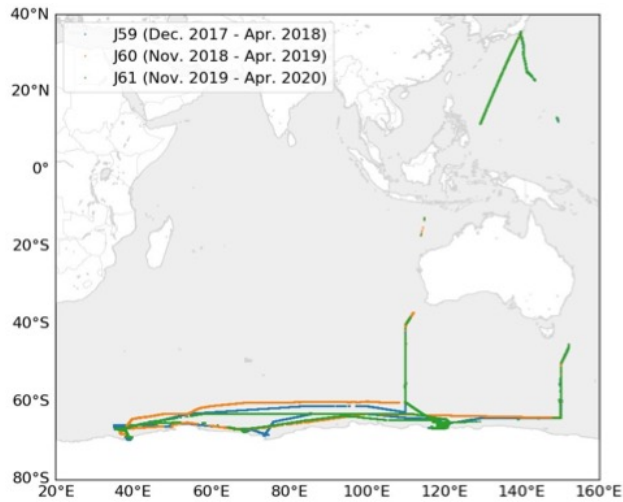 40°N
20°N
0°
20°S
40°S
60°S
80°S
J59 (Dec. 2017 - Apr. 2018)
J60 (Nov. 2018 - Apr. 2019)
J61 (Nov. 2019 - Apr. 2020)
20°E 40°E 60°E 80°E 100°E 120°E 140°E 160°E